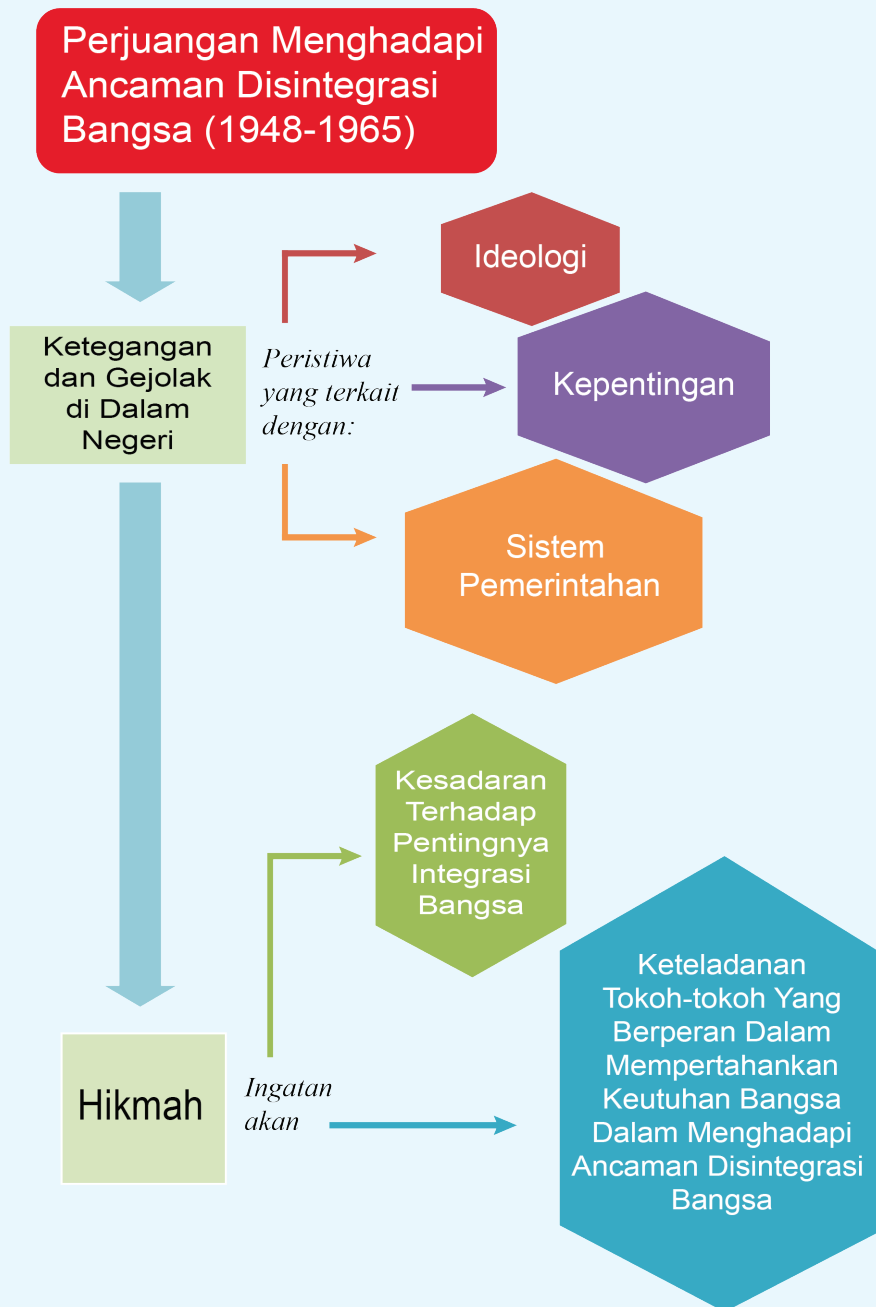 Perjuangan Menghadapi
Ancaman Disintegrasi
Bangsa (1948-1965)
Ketegangan
dan Gejolak
di Dalam
Negeri
Peristiwa
yang terkait
dengan:
Ideologi
Kepentingan
Sistem
Pemerintahan
Hikmah
Ingatan
akan
Kesadaran
Terhadap
Pentingnya
Integrasi
Bangsa
Keteladanan
Tokoh-tokoh Yang
Berperan Dalam
Mempertahankan
Keutuhan Bangsa
Dalam Menghadapi
Ancaman Disintegrasi
Bangsa